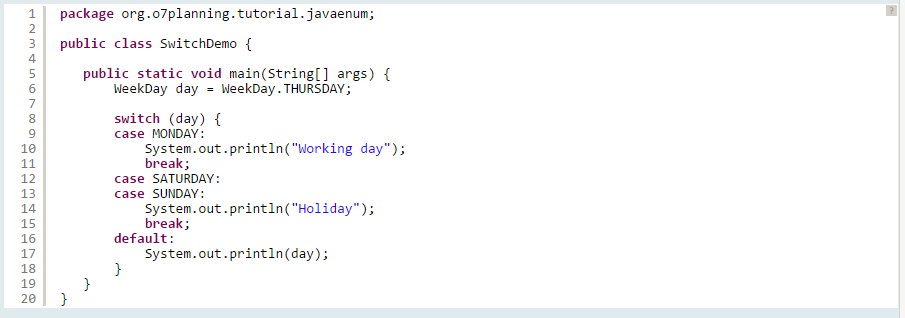 1 package org.o7planning.tutorial.javaenum;
2
3 public class SwitchDemo {
4
5    public static void main(String[] args) {
6        WeekDay day = WeekDay.THURSDAY;
7
8        switch (day) {
9        case MONDAY:
10            System.out.println("Working day");
11            break;
12        case SATURDAY:
13        case SUNDAY:
14            System.out.println("Holiday");
15            break;
16        default:
17            System.out.println(day);
18        }
19    }
20 }
?